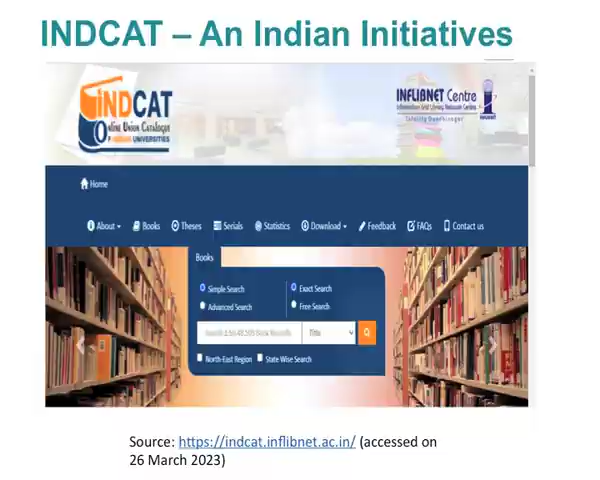 INDCAT – An Indian Initiatives
INDCAT
Online Union Catalogue
UNIVERSITIES
INFLIBNET Centre
Home
About
Books
Theses
Serials
Statistics
Download
Feedback
FAQs
Contact us
Books
Simple Search
Exact Search
Advanced Search
Free Search
Title
North-East Region
State Wise Search
Source: https://indcat.inflibnet.ac.in/ (accessed on
26 March 2023)